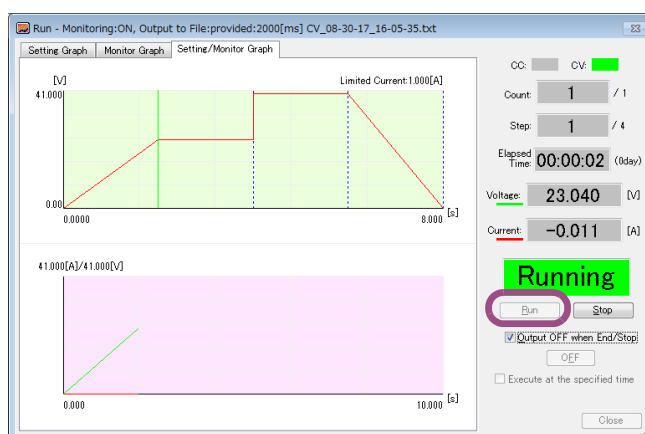 Run - Monitoring:ON, Output to File:provided:2000[ms] CV_08-30-17_16-05-35.txt
Setting Graph Monitor Graph Setting/Monitor Graph
[V] Limited Current:1.000[A]
41.000
0.00
0.0000 8.000 [s]
41.000[A]/41.000[V]
0.000 10.000 [s]
CC: CV:
Count: 1 / 1
Step: 1 / 4
Elapsed Time: 00:00:02 (0day)
Voltage: 23.040 [V]
Current: -0.011 [A]
Running
Run Stop
Output OFF when End/Stop
OFF
Execute at the specified time
Close